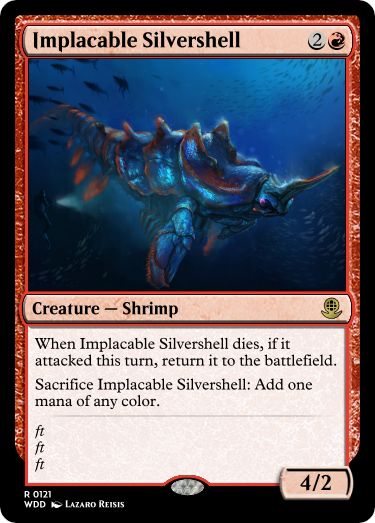 Implacable Silvershell 2
Creature — Shrimp
When Implacable Silvershell dies, if it
attacked this turn, return it to the battlefield.
Sacrifice Implacable Silvershell: Add one
mana of any color.
ft
ft
ft
4/2
R 0121
WDD Lazaro Reisis